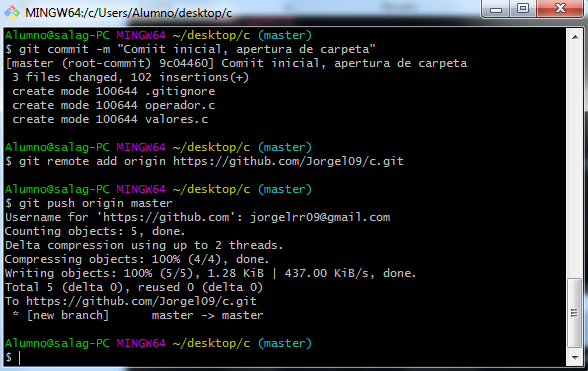 MINGW64:/c/Users/Alumno/desktop/c
Alumno@salag-PC MINGW64 ~/desktop/c (master)
$ git commit -m "Comiit inicial, apertura de carpeta"
[master (root-commit) 9c04460] Comiit inicial, apertura de carpeta
 3 files changed, 102 insertions(+)
 create mode 100644 .gitignore
 create mode 100644 operador.c
 create mode 100644 valores.c
Alumno@salag-PC MINGW64 ~/desktop/c (master)
$ git remote add origin https://github.com/Jorgel09/c.git
Alumno@salag-PC MINGW64 ~/desktop/c (master)
$ git push origin master
Username for 'https://github.com': jorgelrr09@gmail.com
Counting objects: 5, done.
Delta compression using up to 2 threads.
Compressing objects: 100% (4/4), done.
Writing objects: 100% (5/5), 1.28 KiB | 437.00 KiB/s, done.
Total 5 (delta 0), reused 0 (delta 0)
To https://github.com/Jorgel09/c.git
 * [new branch]      master -> master
Alumno@salag-PC MINGW64 ~/desktop/c (master)
$